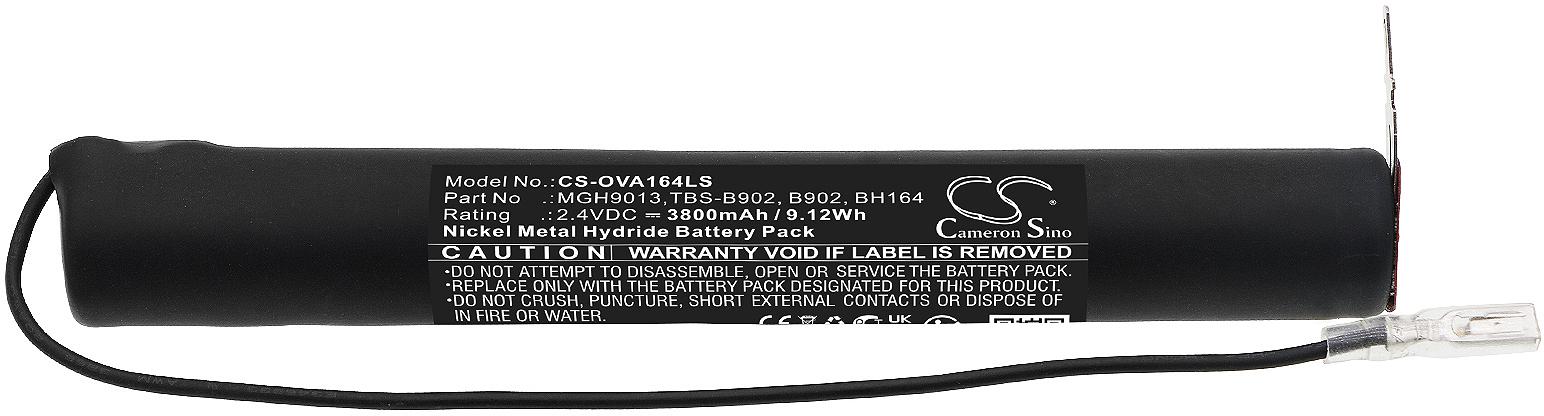 Model No.:CS-OVA164LS
Part No .:MGH9013,TBS-B902, B902, BH164
Rating .:2.4VDC ⎓ 3800mAh / 9.12Wh
Nickel Metal Hydride Battery Pack
CS ®
Cameron Sino
CAUTION| WARRANTY VOID IF LABEL IS REMOVED
•DO NOT ATTEMPT TO DISASSEMBLE, OPEN OR SERVICE THE BATTERY PACK.
•REPLACE ONLY WITH THE BATTERY PACK DESIGNATED FOR THIS PRODUCT.
•DO NOT CRUSH, PUNCTURE, SHORT EXTERNAL CONTACTS OR DISPOSE OF
IN FIRE OR WATER.
CE UK
AWM